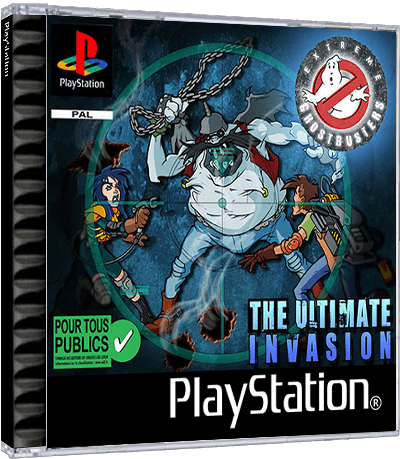 PlayStation
PlayStation
PAL
EXTREME
GHOSTBUSTERS
THE ULTIMATE
INVASION
POUR TOUS
PUBLICS
PlayStation®